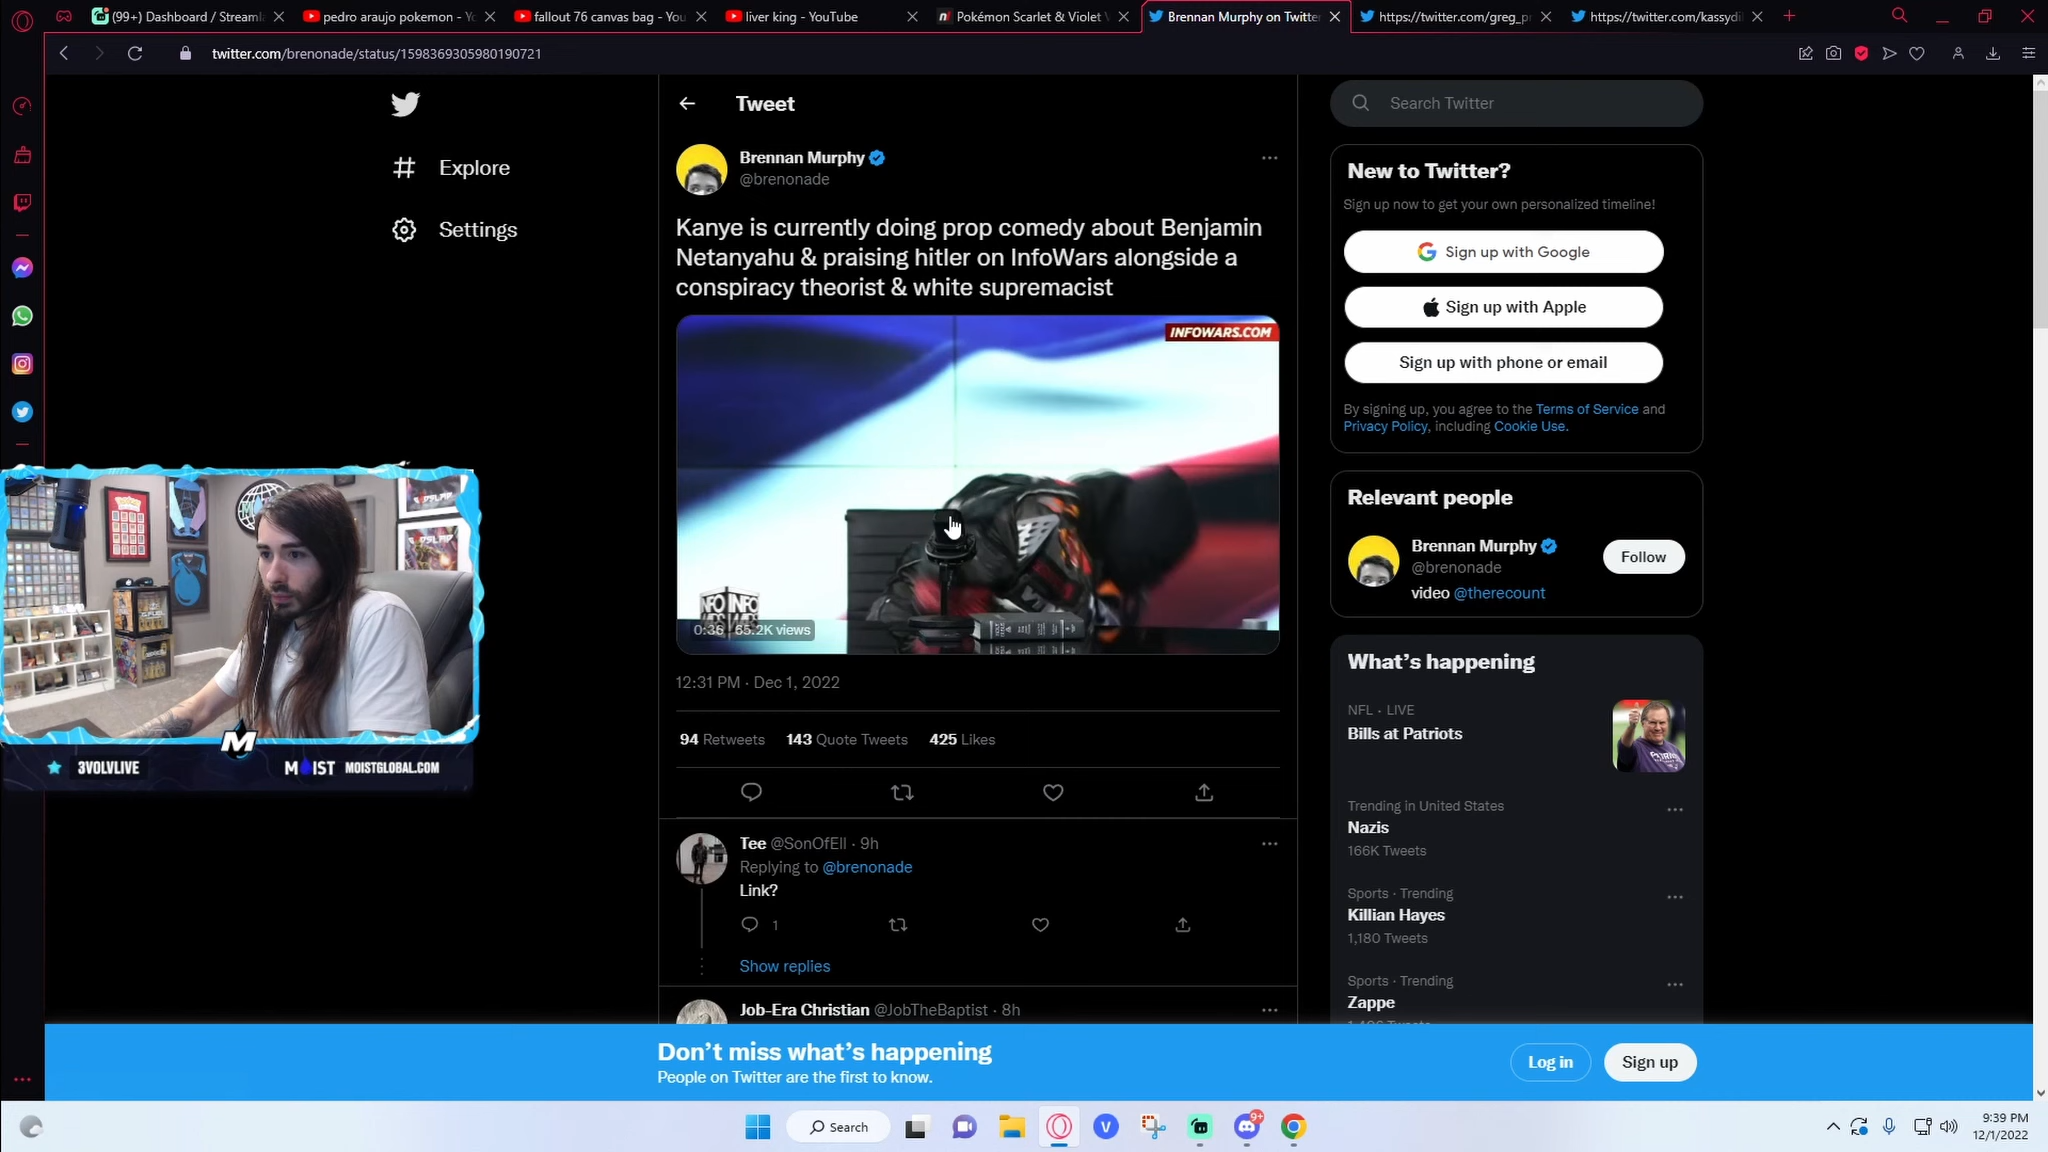 (99+) Dashboard / Streaml
pedro araujo pokemon - Yo
fallout 76 canvas bag - You
liver king - YouTube
Pokémon Scarlet & Violet
Brennan Murphy on Twitte
https://twitter.com/greg_p
https://twitter.com/kassydi
twitter.com/brenonade/status/1598369305980190721
Explore
Settings
Tweet
Brennan Murphy
@brenonade
Kanye is currently doing prop comedy about Benjamin
Netanyahu & praising hitler on InfoWars alongside a
conspiracy theorist & white supremacist
INFOWARS.COM
INFO INFO
WARS WARS
0:36 65.2K views
12:31 PM · Dec 1, 2022
94 Retweets 143 Quote Tweets 425 Likes
Tee @SonOfEll · 9h
Replying to @brenonade
Link?
1
Show replies
Job-Era Christian @JobTheBaptist · 8h
Search Twitter
New to Twitter?
Sign up now to get your own personalized timeline!
Sign up with Google
Sign up with Apple
Sign up with phone or email
By signing up, you agree to the Terms of Service and
Privacy Policy, including Cookie Use.
Relevant people
Brennan Murphy
@brenonade
Follow
video @therecount
What's happening
NFL · LIVE
Bills at Patriots
Trending in United States
Nazis
166K Tweets
Sports · Trending
Killian Hayes
1,180 Tweets
Sports · Trending
Zappe
M
3VOLVLIVE
MOIST MOISTGLOBAL.COM
Don't miss what's happening
People on Twitter are the first to know.
Log in
Sign up
Search
V
9+
9:39 PM
12/1/2022